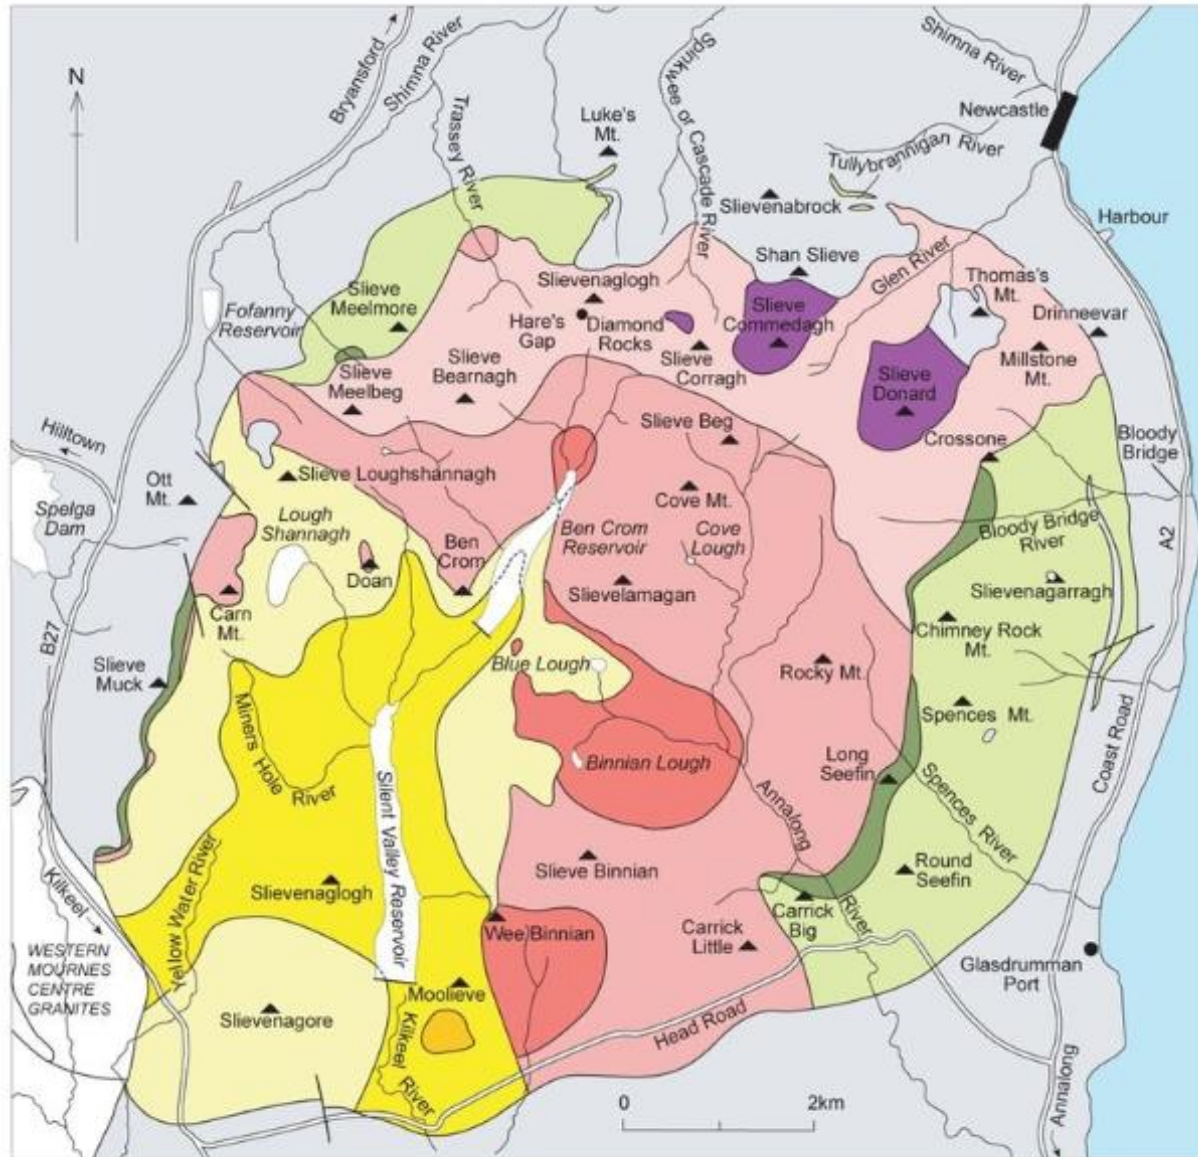 N
Bryansford
Shimna River
Trassey River
Spinkwee or Cascade River
Shimna River
Newcastle
Luke's
Mt.
Tullybrannigan River
Slievenabrock
Harbour
Shan Slieve
Glen River
Thomas's
Mt.
Drinneevar
Slievenaglogh
Slieve
Meelmore
Fofanny
Reservoir
Hare's
Gap
Diamond
Rocks
Slieve
Commedagh
Slieve
Corragh
Millstone
Mt.
Slieve
Meelbeg
Slieve
Bearnagh
Slieve
Donard
Slieve Beg
Crossone
Bloody
Bridge
Hilltown
Ott
Mt.
Spelga
Dam
Slieve Loughshannagh
Lough
Shannagh
Cove Mt.
Ben Crom
Reservoir
Cove
Lough
Bloody Bridge
River
A2
Ben
Crom
Doan
Slievelamagan
Slievenagarragh
Carn
Mt.
B27
Chimney Rock
Mt.
Slieve
Muck
Blue Lough
Rocky Mt.
Miners Hole River
Spences Mt.
Coast Road
Binnian Lough
Long
Seefin
Silent Valley Reservoir
Annalong River
Spences River
Yellow Water River
Slievenaglogh
Slieve Binnian
Round
Seefin
Kilkeel
Wee Binnian
Carrick
Big
Carrick
Little
WESTERN
MOURNES
CENTRE
GRANITES
Glasdrumman
Port
Moolieve
Slievenagore
Kilkeel River
Head Road
Annalong
0 2km